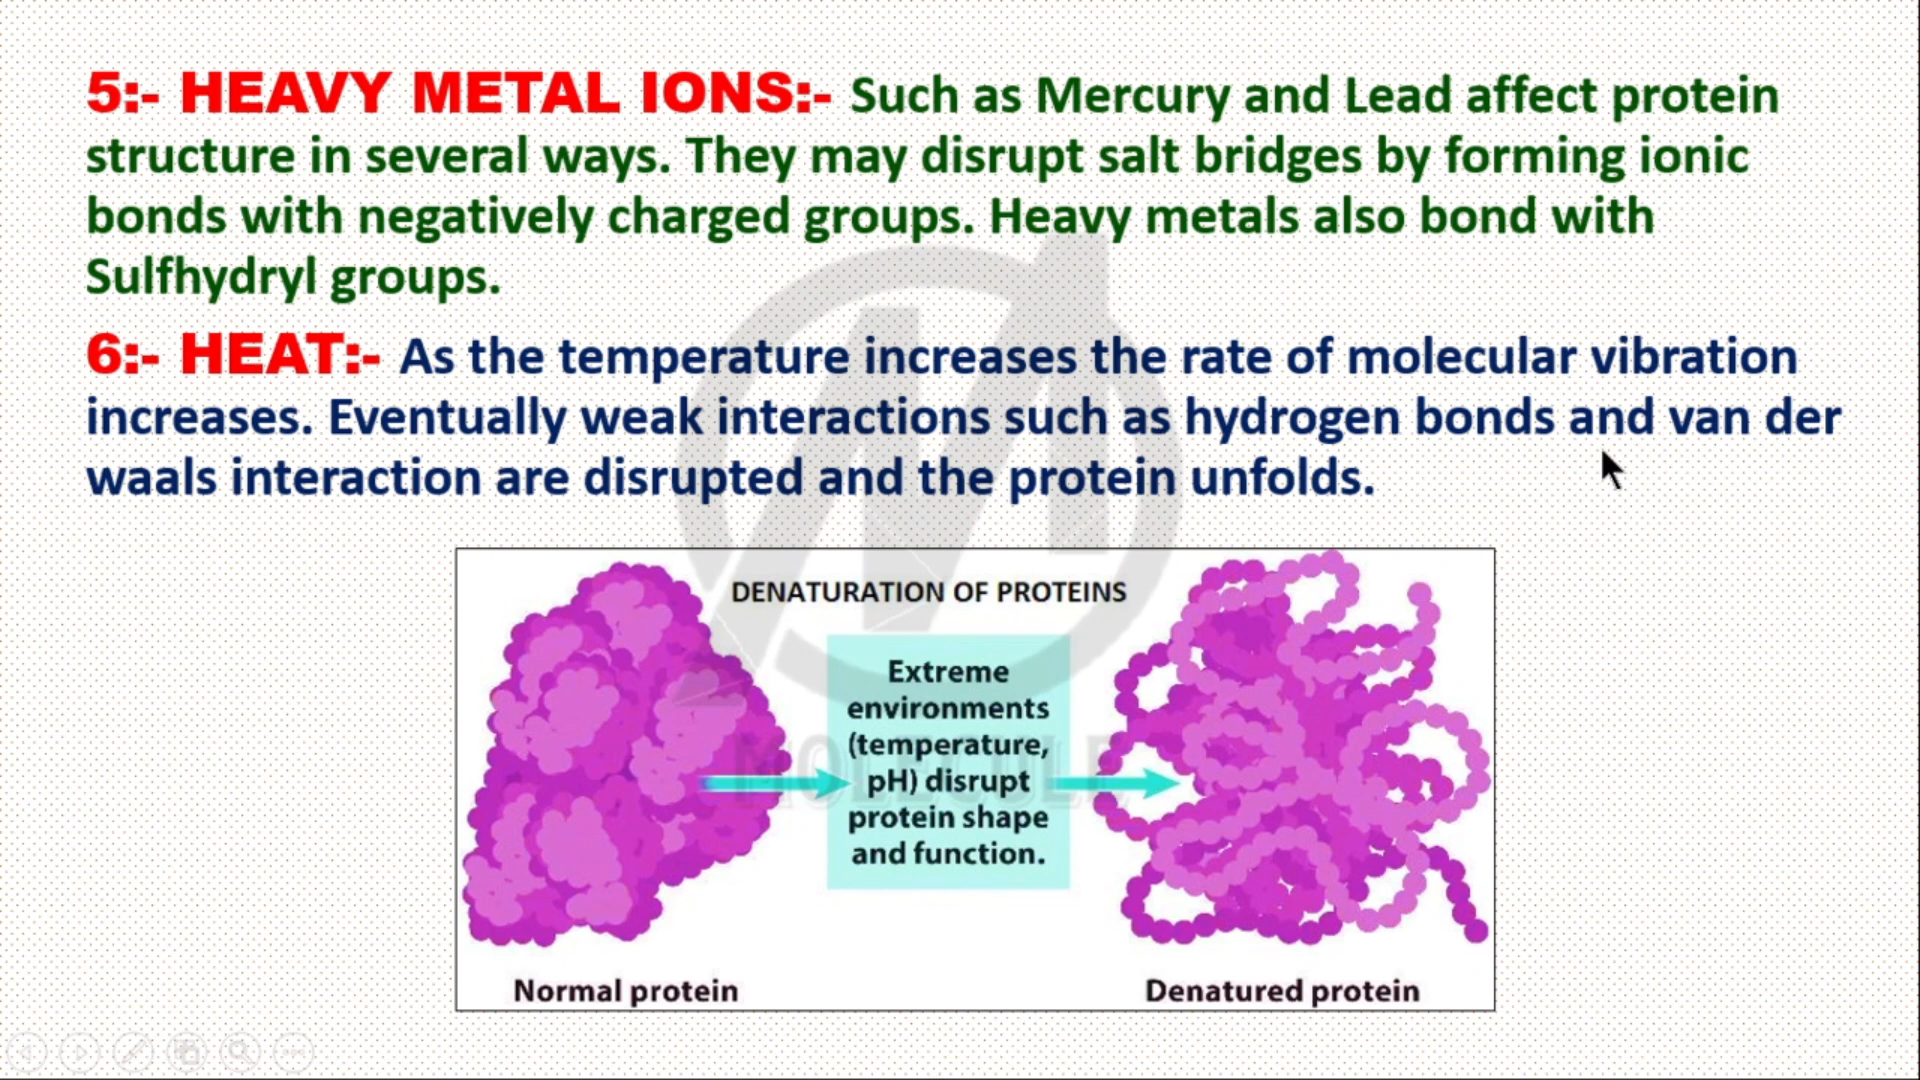 5:- HEAVY METAL IONS:- Such as Mercury and Lead affect protein
structure in several ways. They may disrupt salt bridges by forming ionic
bonds with negatively charged groups. Heavy metals also bond with
Sulfhydryl groups.
6:- HEAT:- As the temperature increases the rate of molecular vibration
increases. Eventually weak interactions such as hydrogen bonds and van der
waals interaction are disrupted and the protein unfolds.
DENATURATION OF PROTEINS
Extreme
environments
(temperature,
pH) disrupt
protein shape
and function.
MOLECULE
Normal protein
Denatured protein